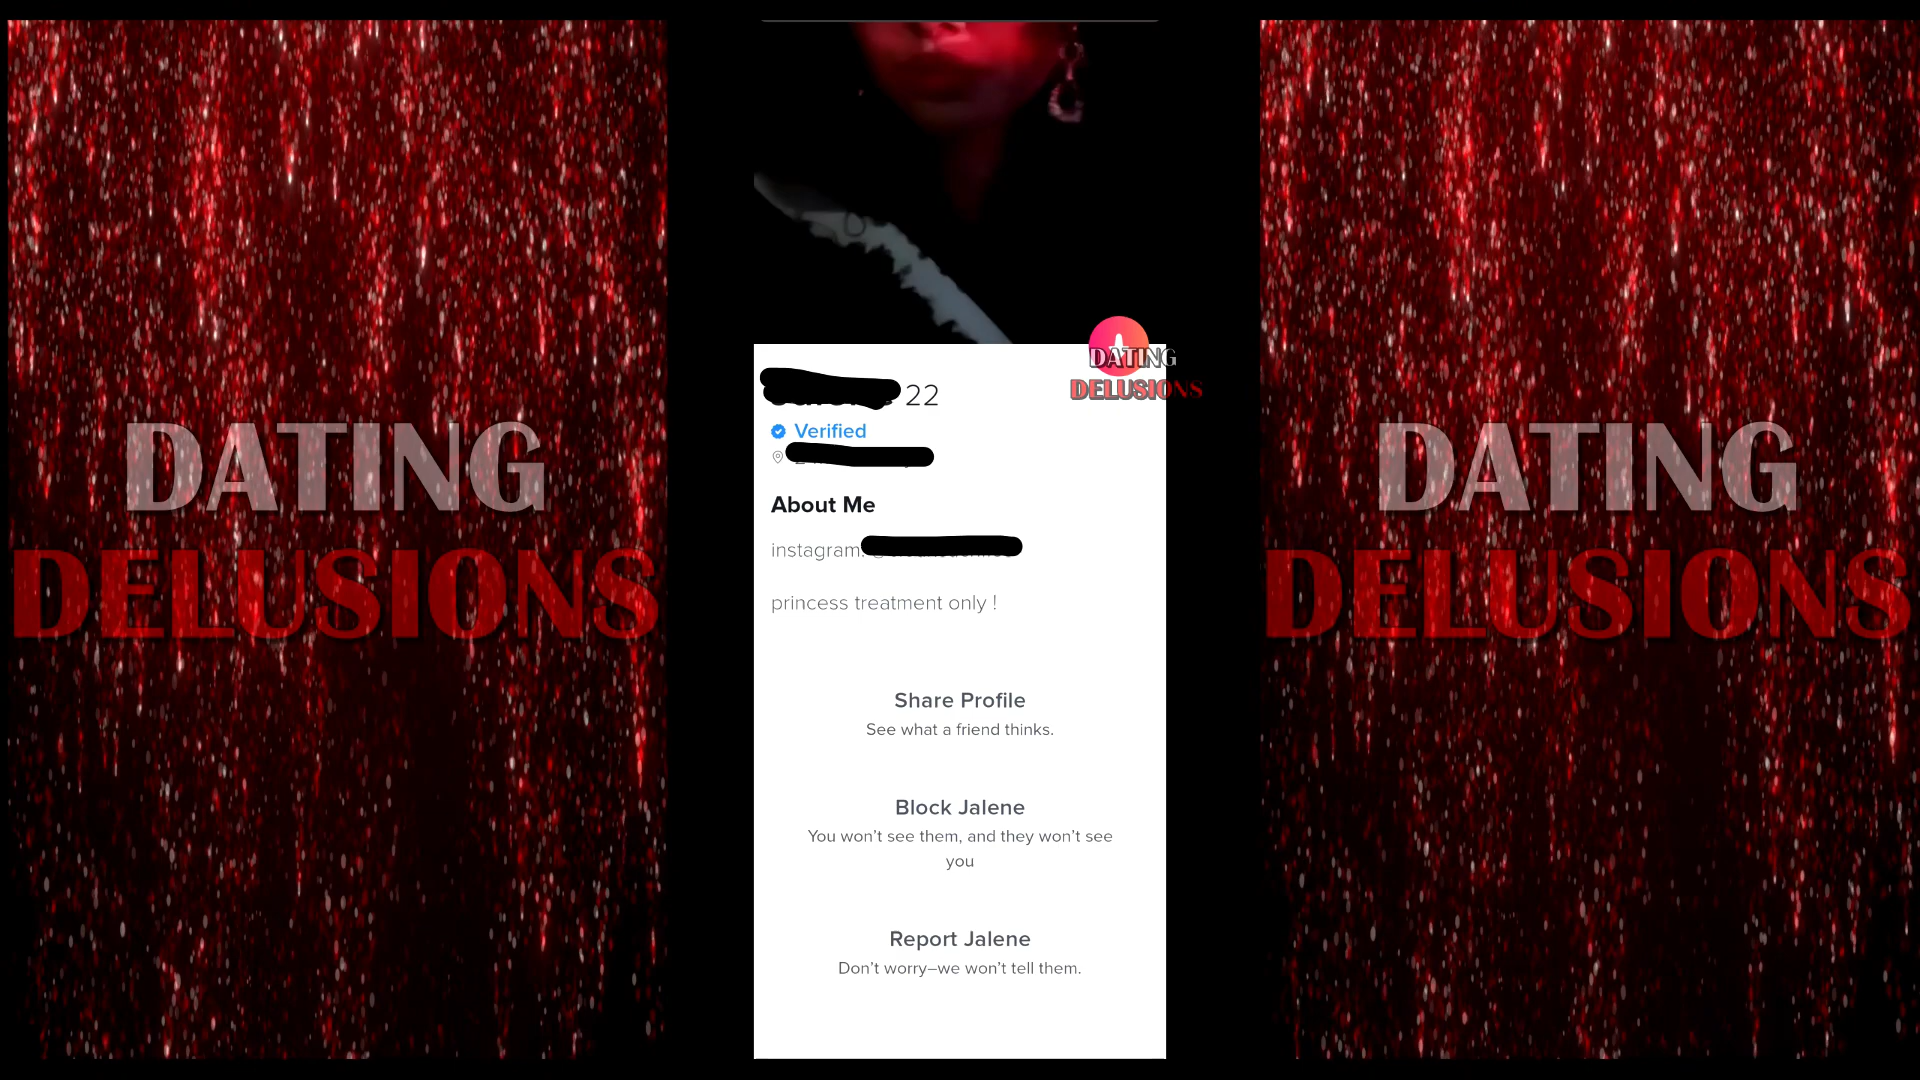 DATING
DELUSIONS
DATING
DELUSIONS
22
Verified
About Me
instagram:
princess treatment only !
Share Profile
See what a friend thinks.
Block Jalene
You won't see them, and they won't see
you
Report Jalene
Don't worry–we won't tell them.
DATING
DELUSIONS